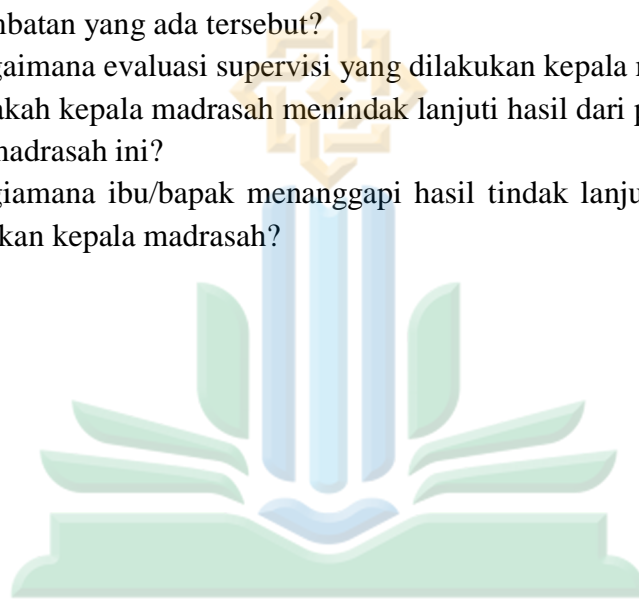 mbatan yang ada tersebut?
gaimana evaluasi supervisi yang dilakukan kepala
akah kepala madrasah menindak lanjuti hasil dari
madrasah ini?
giamana ibu/bapak menanggapi hasil tindak lanju
kan kepala madrasah?